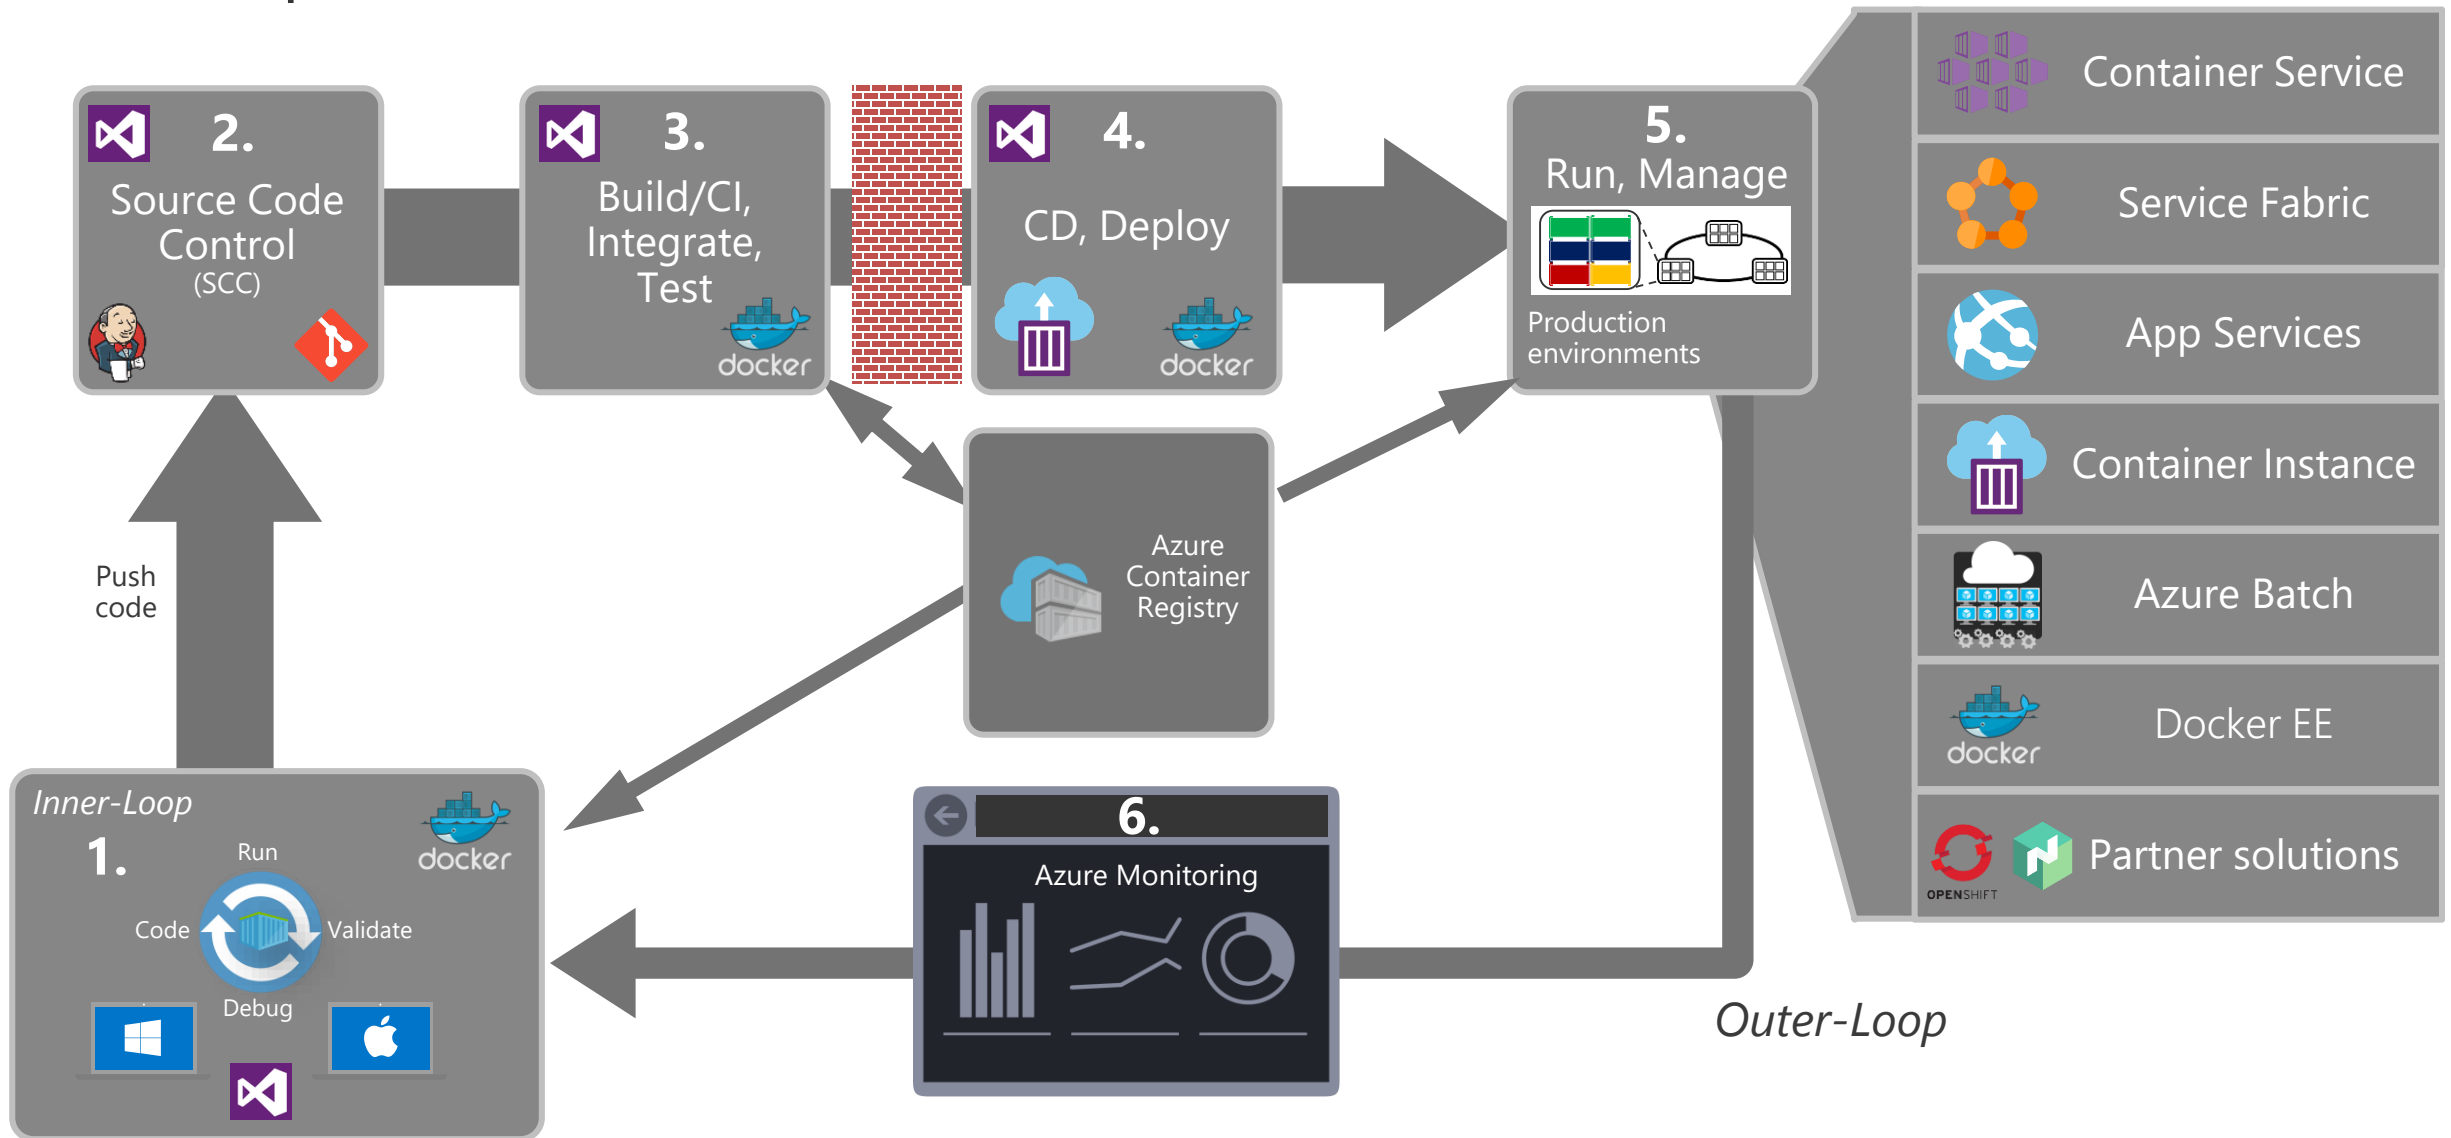 2.
Source Code
Control
(SCC)
3.
Build/CI,
Integrate,
Test
docker
4.
CD, Deploy
docker
5.
Run, Manage
Production
environments
Container Service
Service Fabric
App Services
Container Instance
Azure Batch
docker
Docker EE
OPENSHIFT
Partner solutions
Azure
Container
Registry
Push
code
Inner-Loop
1.
docker
Run
Code
Validate
Debug
6.
Azure Monitoring
Outer-Loop